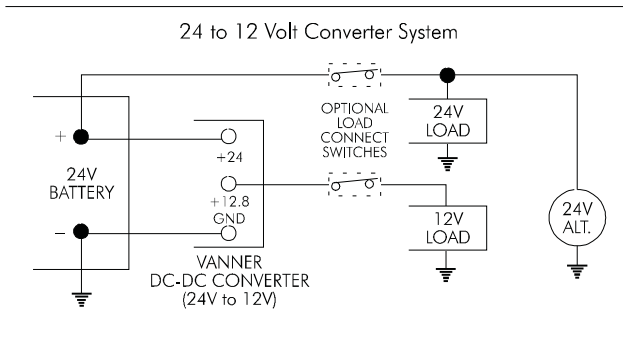 24 to 12 Volt Converter System
+
24V
BATTERY
–
+24
+12.8
GND
VANNER
DC-DC CONVERTER
(24V to 12V)
OPTIONAL
LOAD
CONNECT
SWITCHES
24V
LOAD
12V
LOAD
24V
ALT.